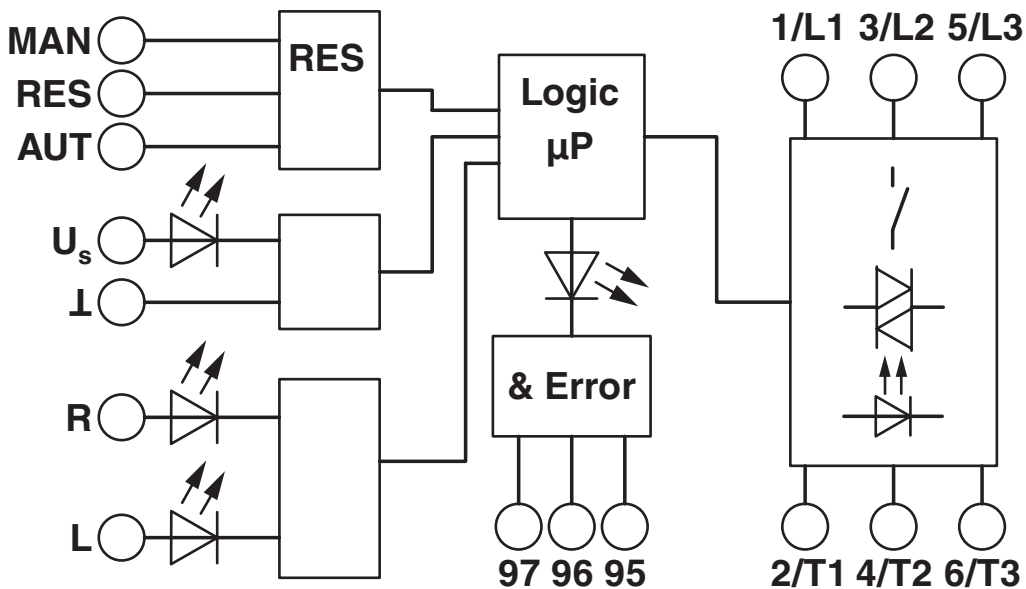 MAN
RES
AUT
RES
Us
⊥
R
L
Logic
µP
& Error
97 96 95
1/L1 3/L2 5/L3
2/T1 4/T2 6/T3